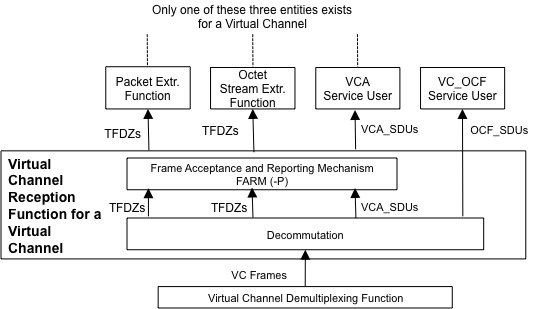 Only one of these three entities exists
for a Virtual Channel
Packet Extr.
Function
Octet
Stream Extr.
Function
VCA
Service User
VC_OCF
Service User
TFDZs
TFDZs
VCA_SDUs
OCF_SDUs
Virtual
Channel
Reception
Function for a
Virtual
Channel
Frame Acceptance and Reporting Mechanism
FARM (-P)
TFDZs
TFDZs
VCA_SDUs
Decommutation
VC Frames
Virtual Channel Demultiplexing Function